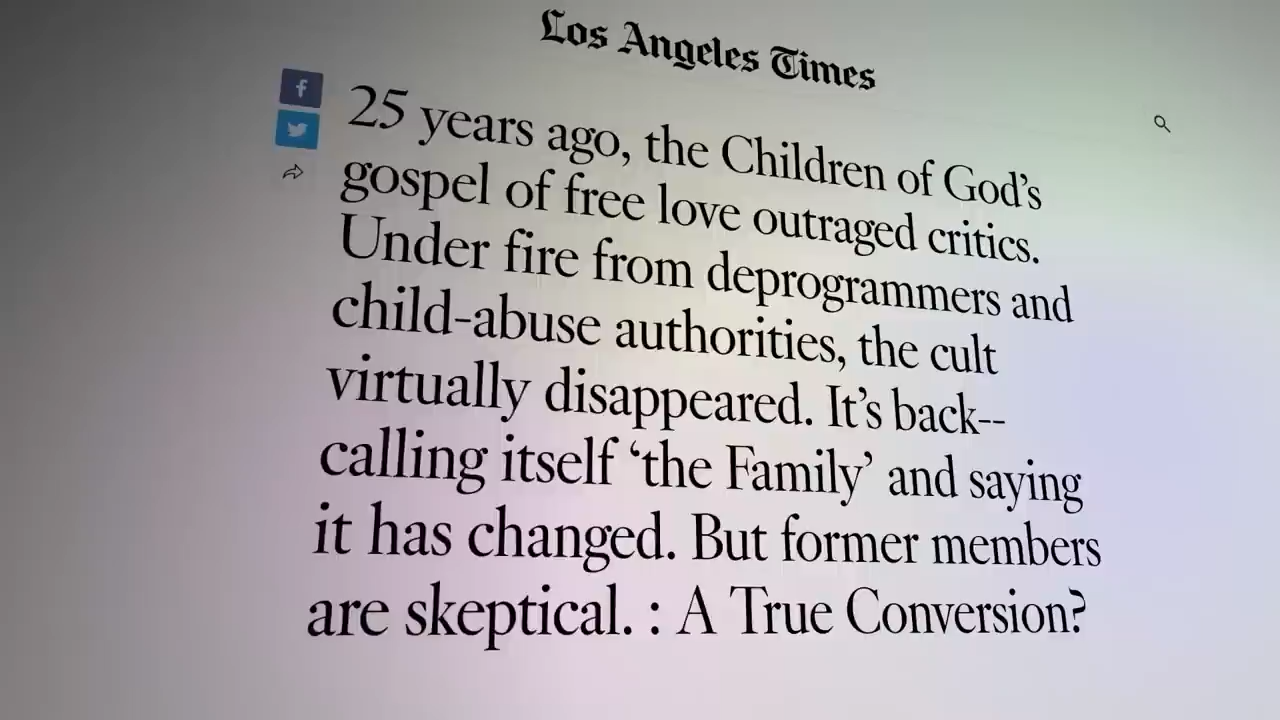 Los Angeles Times
25 years ago, the Children of God’s
gospel of free love outraged critics.
Under fire from deprogrammers and
child-abuse authorities, the cult
virtually disappeared. It’s back--
calling itself ‘the Family’ and saying
it has changed. But former members
are skeptical. : A True Conversion?